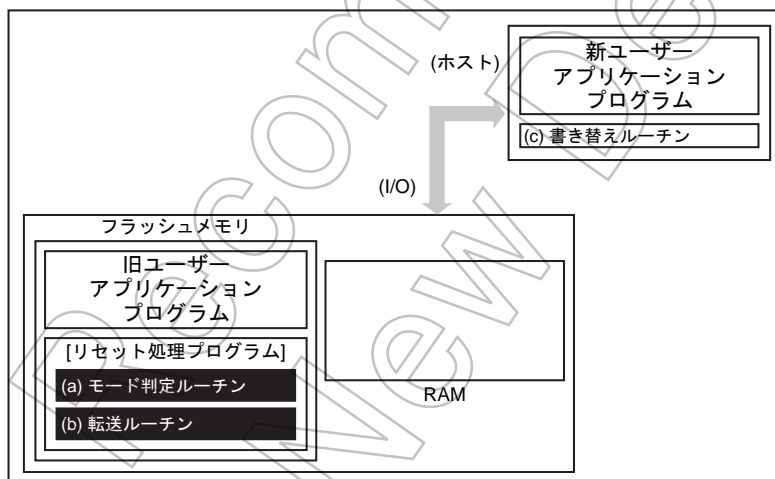 (ホスト)
新ユーザー
アプリケーション
プログラム
(c) 書き替えルーチン
(I/O)
フラッシュメモリ
旧ユーザー
アプリケーション
プログラム
[リセット処理プログラム]
(a) モード判定ルーチン
(b) 転送ルーチン
RAM
Recom
New De